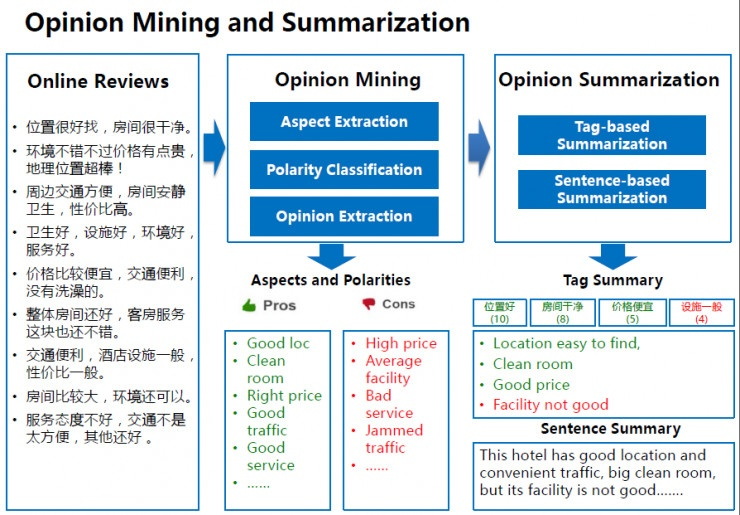 Opinion Mining and Summarization
Online Reviews
• 位置很好找，房间很干净。
• 环境不错不过价格有点贵，
地理位置超棒！
• 周边交通方便，房间安静
卫生，性价比高。
• 卫生好，设施好，环境好，
服务好。
• 价格比较便宜，交通便利，
没有洗澡的。
• 整体房间还好，客房服务
这块也还不错。
• 交通便利，酒店设施一般，
性价比一般。
• 房间比较大，环境还可以。
• 服务态度不好，交通不是
太方便，其他还好 。
Opinion Mining
Aspect Extraction
Polarity Classification
Opinion Extraction
Aspects and Polarities
Pros
• Good loc
• Clean
room
• Right price
• Good
traffic
• Good
service
• ……
Cons
• High price
• Average
facility
• Bad
service
• Jammed
traffic
• ……
Opinion Summarization
Tag-based
Summarization
Sentence-based
Summarization
Tag Summary
位置好
(10)
房间干净
(8)
价格便宜
(5)
设施一般
(4)
• Location easy to find,
• Clean room
• Good price
• Facility not good
Sentence Summary
This hotel has good location and
convenient traffic, big clean room,
but its facility is not good…….